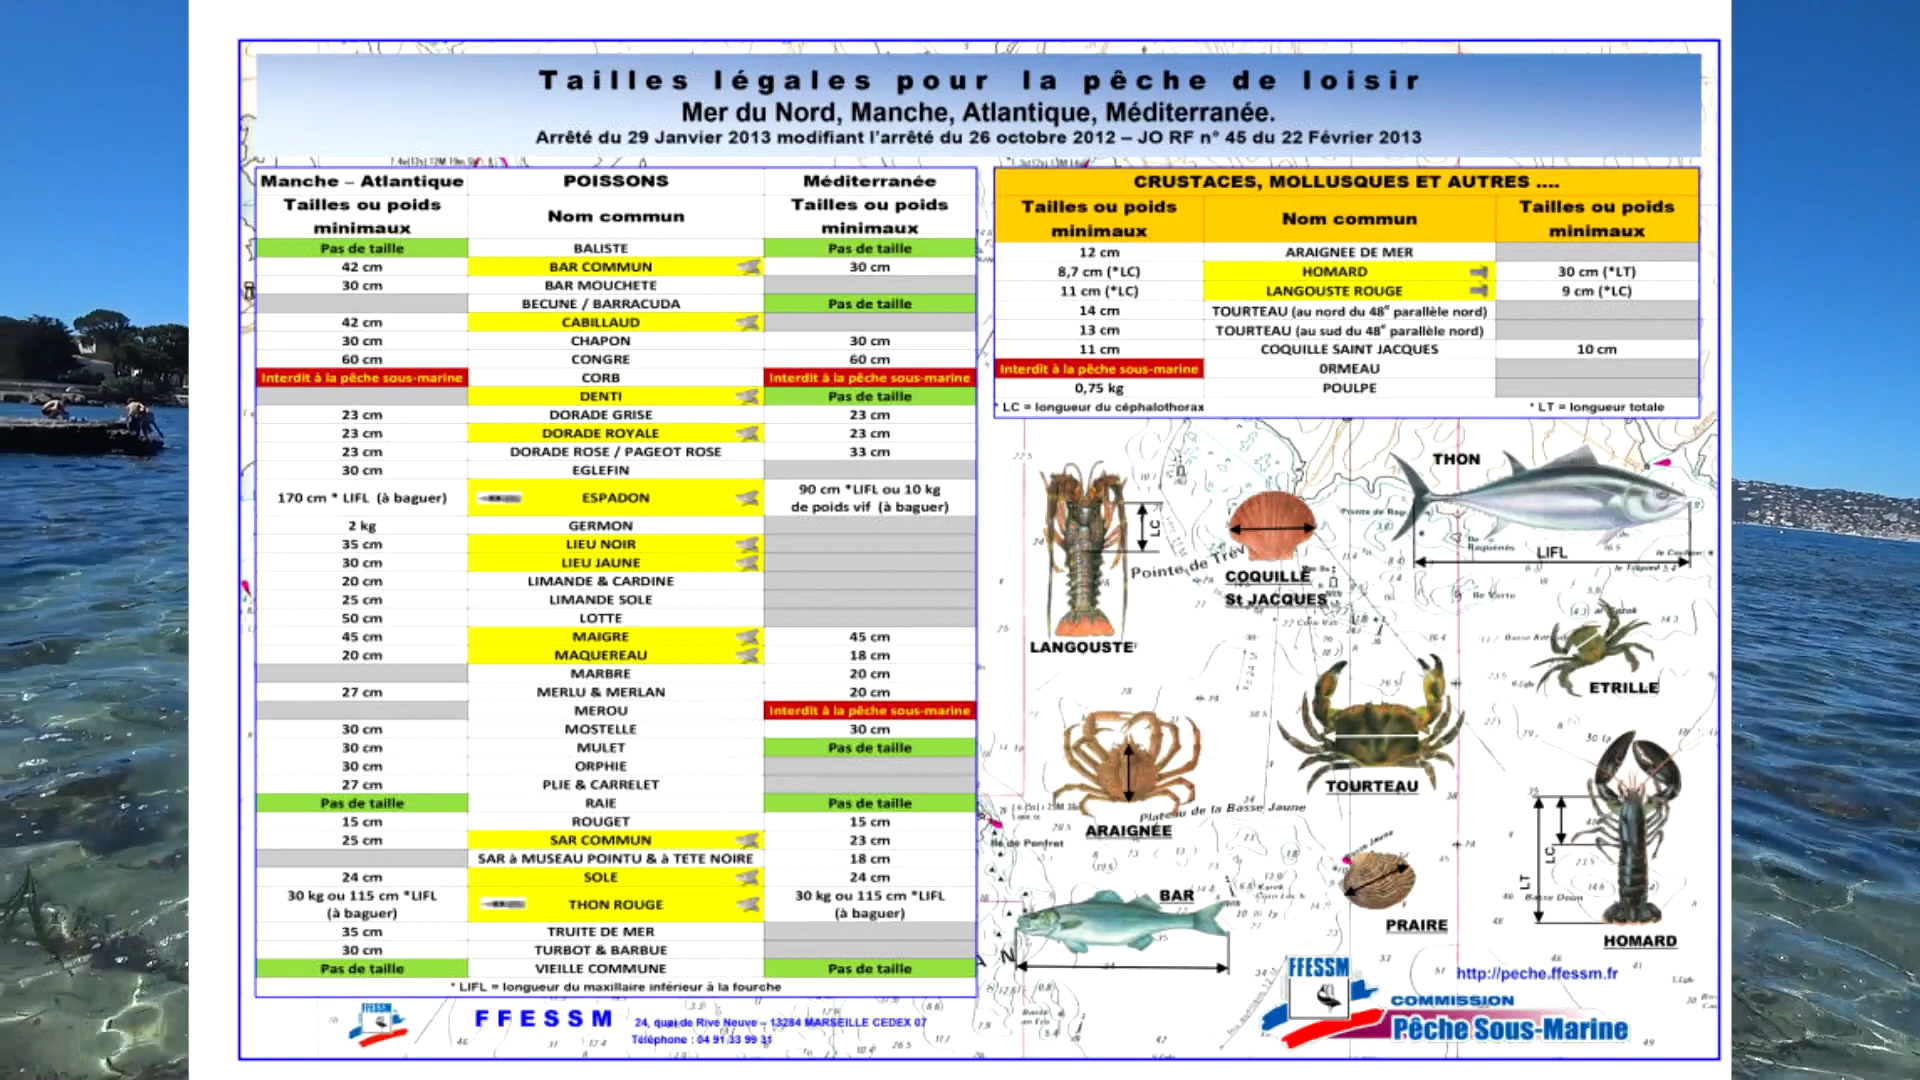 Tailles légales pour la pêche de loisir
Mer du Nord, Manche, Atlantique, Méditerranée.
Arrêté du 29 Janvier 2013 modifiant l'arrêté du 26 octobre 2012 – JO RF n° 45 du 22 Février 2013
Manche – Atlantique POISSONS Méditerranée
Tailles ou poids minimaux Nom commun Tailles ou poids minimaux
Pas de taille BALISTE Pas de taille
42 cm BAR COMMUN 30 cm
30 cm BAR MOUCHETE
BECUNE / BARRACUDA Pas de taille
42 cm CABILLAUD
30 cm CHAPON 30 cm
60 cm CONGRE 60 cm
Interdit à la pêche sous-marine CORB Interdit à la pêche sous-marine
DENTI Pas de taille
23 cm DORADE GRISE 23 cm
23 cm DORADE ROYALE 23 cm
23 cm DORADE ROSE / PAGEOT ROSE 33 cm
30 cm EGLEFIN
170 cm * LIFL (à baguer) ESPADON 90 cm *LIFL ou 10 kg
de poids vif (à baguer)
2 kg GERMON
35 cm LIEU NOIR
30 cm LIEU JAUNE
20 cm LIMANDE & CARDINE
25 cm LIMANDE SOLE
50 cm LOTTE
45 cm MAIGRE 45 cm
20 cm MAQUEREAU 18 cm
MARBRE 20 cm
27 cm MERLU & MERLAN 20 cm
MEROU Interdit à la pêche sous-marine
30 cm MOSTELLE 30 cm
30 cm MULET Pas de taille
30 cm ORPHIE
27 cm PLIE & CARRELET
Pas de taille RAIE Pas de taille
15 cm ROUGET 15 cm
25 cm SAR COMMUN 23 cm
SAR à MUSEAU POINTU & à TETE NOIRE 18 cm
24 cm SOLE 24 cm
30 kg ou 115 cm *LIFL (à baguer) THON ROUGE 30 kg ou 115 cm *LIFL (à baguer)
35 cm TRUITE DE MER
30 cm TURBOT & BARBUE
Pas de taille VIEILLE COMMUNE Pas de taille
* LIFL = longueur du maxillaire inférieur à la fourche
FFESSM
FFESSM
24, quai de Rive Neuve – 13284 MARSEILLE CEDEX 07
Téléphone : 04 91 33 99 31
CRUSTACES, MOLLUSQUES ET AUTRES ....
Tailles ou poids minimaux Nom commun Tailles ou poids minimaux
12 cm ARAIGNEE DE MER
8,7 cm (*LC) HOMARD 30 cm (*LT)
11 cm (*LC) LANGOUSTE ROUGE 9 cm (*LC)
14 cm TOURTEAU (au nord du 48e parallèle nord)
13 cm TOURTEAU (au sud du 48e parallèle nord)
11 cm COQUILLE SAINT JACQUES 10 cm
Interdit à la pêche sous-marine 0RMEAU
0,75 kg POULPE
* LC = longueur du céphalothorax * LT = longueur totale
THON
LIFL
LC
LANGOUSTE
Pointe de Trév
COQUILLE
St JACQUES
ETRILLE
TOURTEAU
ARAIGNÉE
Plateau de la Basse Jaune
BAR
PRAIRE
LC
LT
HOMARD
FFESSM
http://peche.ffessm.fr
COMMISSION
Pêche Sous-Marine